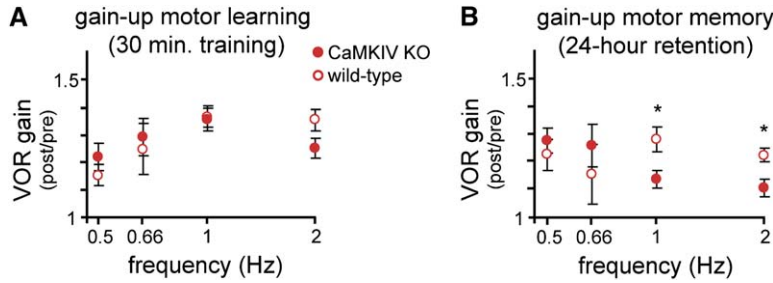 A
gain-up motor learning
(30 min. training)
CaMKIV KO
wild-type
VOR gain
(post/pre)
1.5
1
0.5
0.66
1
2
frequency (Hz)
B
gain-up motor memory
(24-hour retention)
VOR gain
(post/pre)
1.5
1
*
*
0.5
0.66
1
2
frequency (Hz)